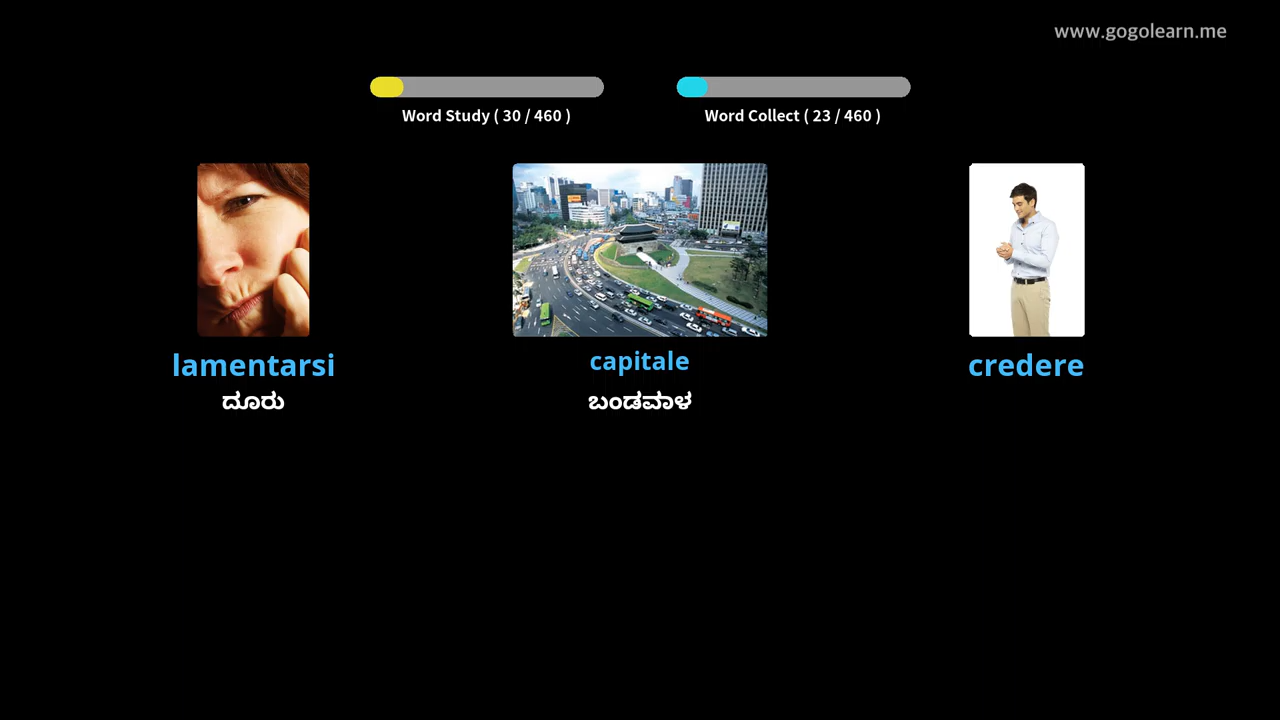 www.gogolearn.me
Word Study ( 30 / 460 )
Word Collect ( 23 / 460 )
lamentarsi
ದೂರು
capitale
ಬಂಡವಾಳ
credere